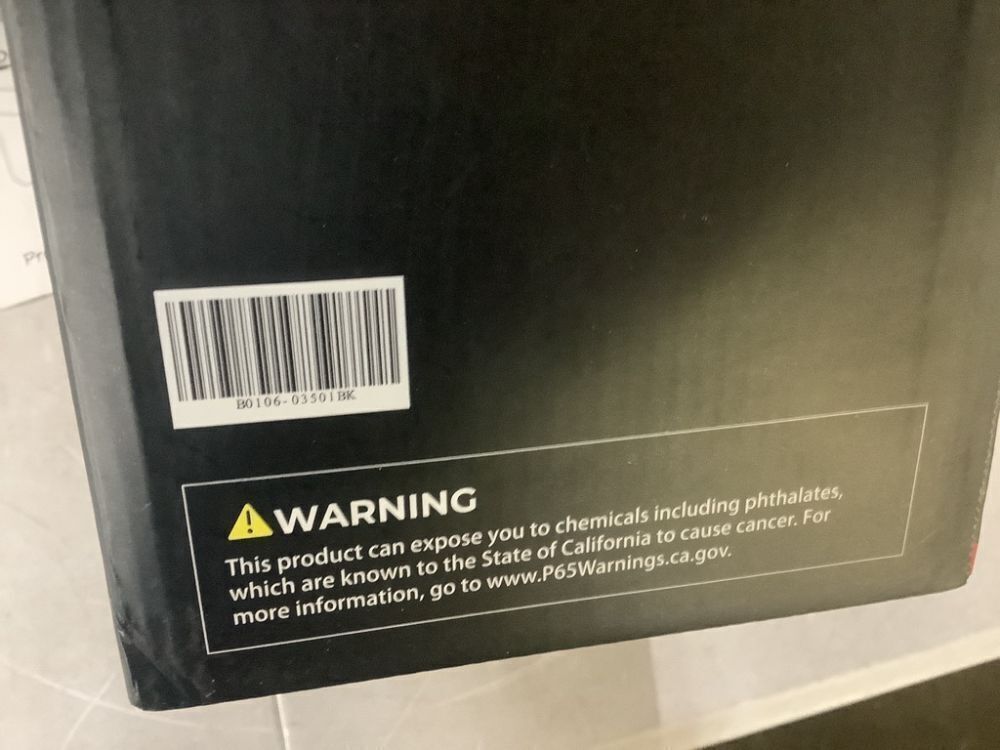 Pr
B0106-03501BK
WARNING
This product can expose you to chemicals including phthalates,
which are known to the State of California to cause cancer. For
more information, go to www.P65Warnings.ca.gov.